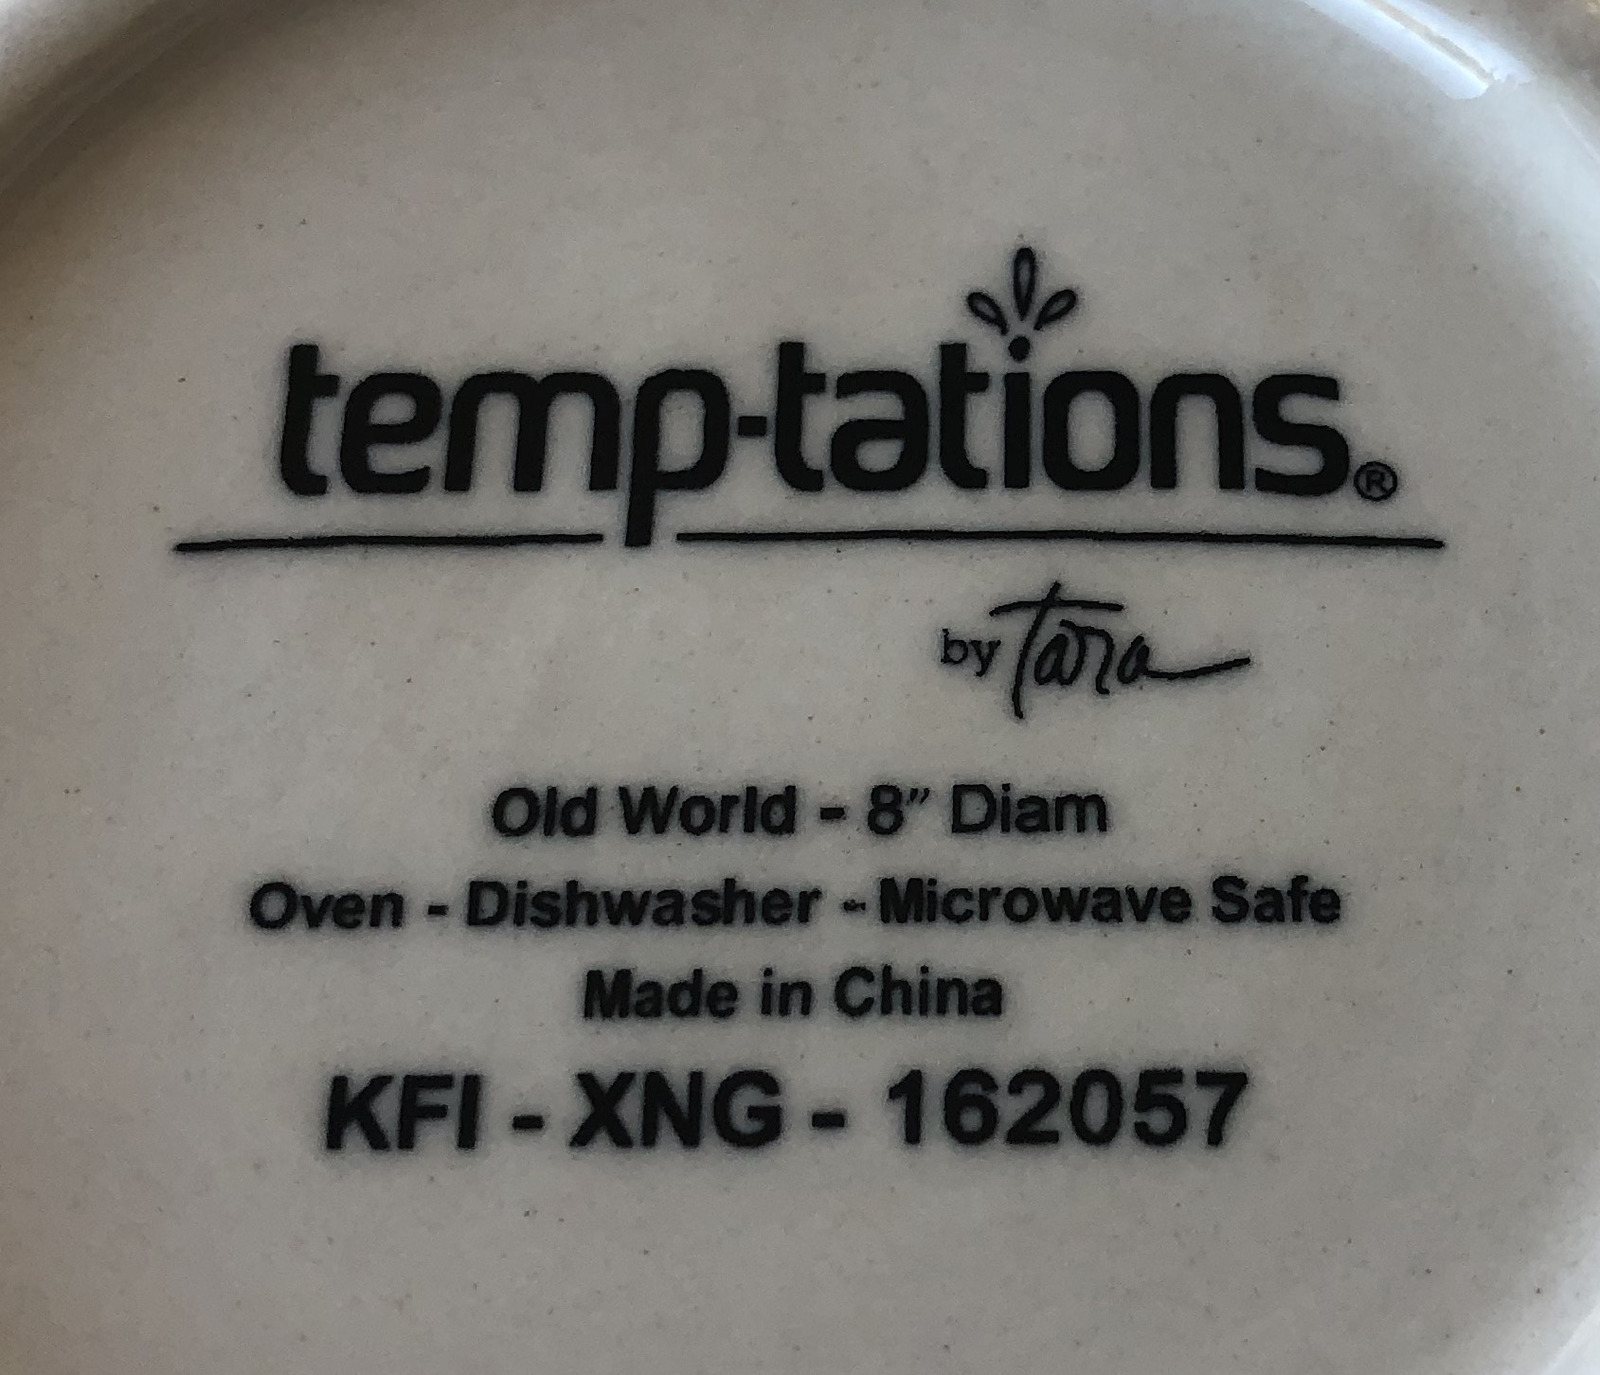 temp-tations®
by Tara
Old World - 8" Diam
Oven - Dishwasher - Microwave Safe
Made in China
KFI - XNG - 162057